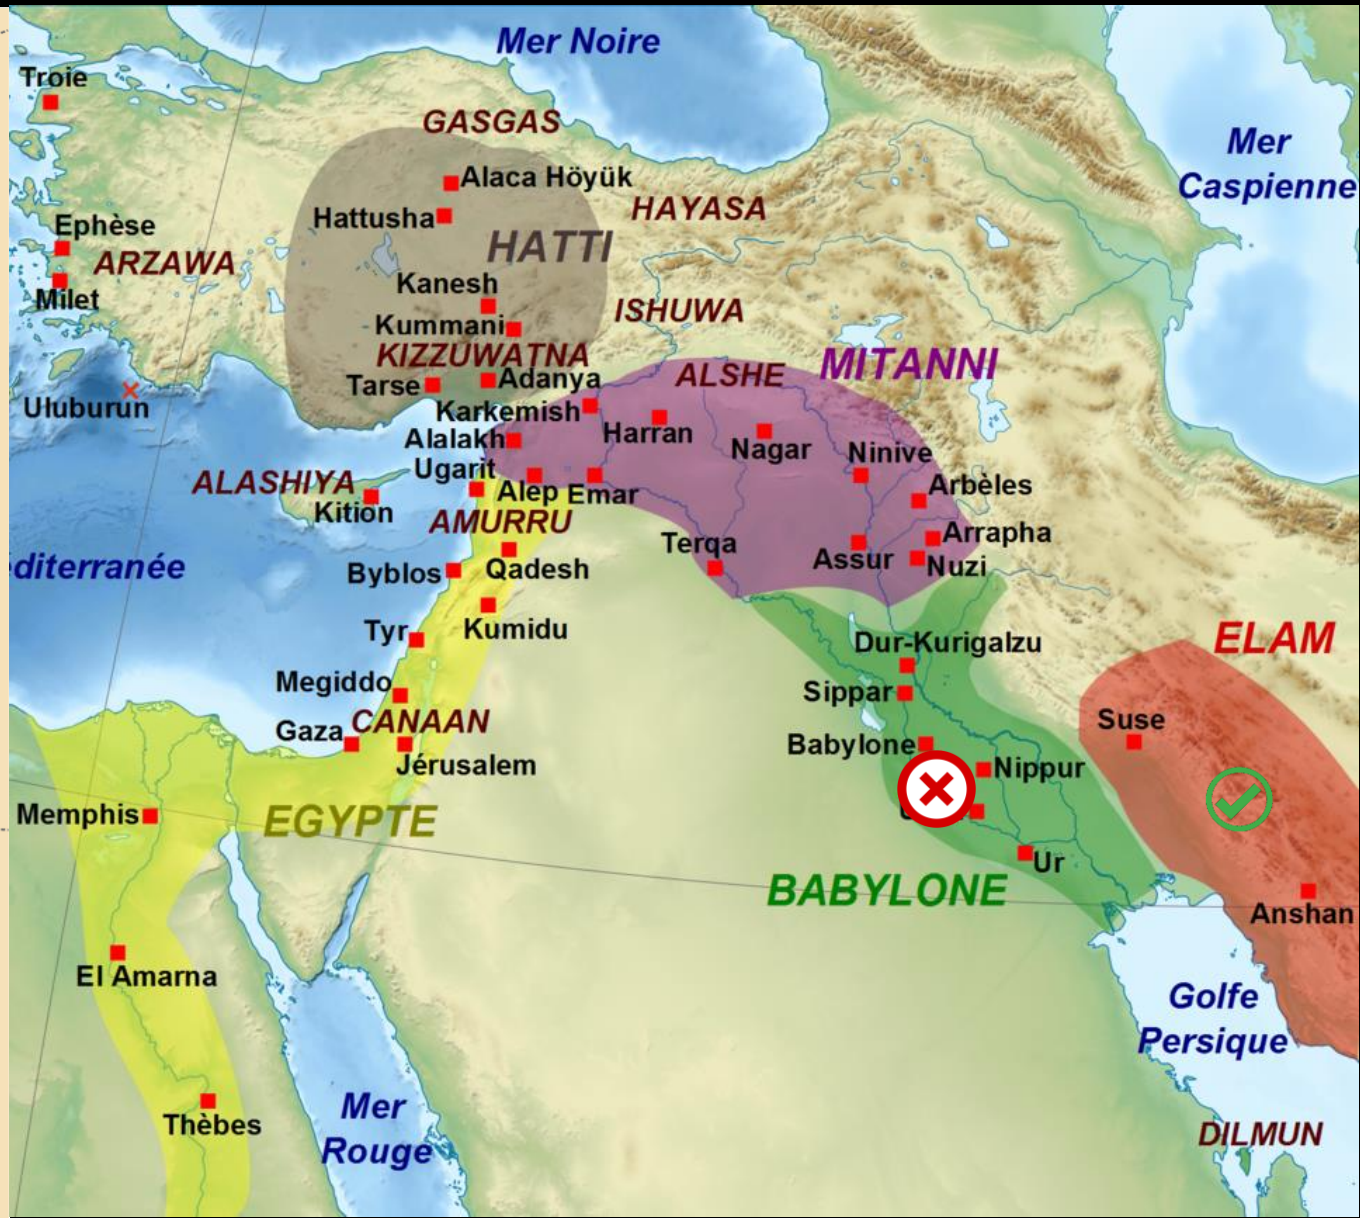 Mer Noire
Troie
GASGAS
Mer
Caspienne
Alaca Höyük
HAYASA
Hattusha
Ephèse
HATTI
ARZAWA
Kanesh
Milet
ISHUWA
Kummani
KIZZUWATNA
MITANNI
ALSHE
Tarse
Adanya
Uluburun
Karkemish
Harran
Alalakh
Nagar
Ninive
Ugarit
ALASHIYA
Alep
Emar
Arbèles
Kition
AMURRU
Arrapha
Terqa
Assur
Nuzi
éditerranée
Byblos
Qadesh
Tyr
Kumidu
ELAM
Dur-Kurigalzu
Megiddo
Sippar
Gaza
CANAAN
Suse
Babylone
Jérusalem
Nippur
Memphis
EGYPTE
Ur
BABYLONE
Anshan
El Amarna
Golfe
Persique
Mer
Rouge
Thèbes
DILMUN